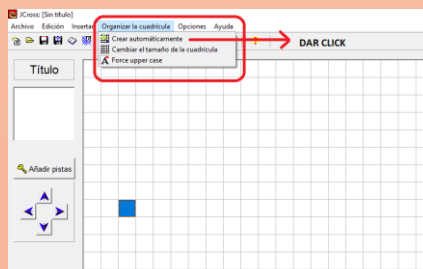 JCross: [Sin título]
Archivo Edición Insertar Organizar la cuadrícula Opciones Ayuda
Crear automáticamente
DAR CLICK
Cambiar el tamaño de la cuadrícula
Force upper case
Título
Añadir pistas